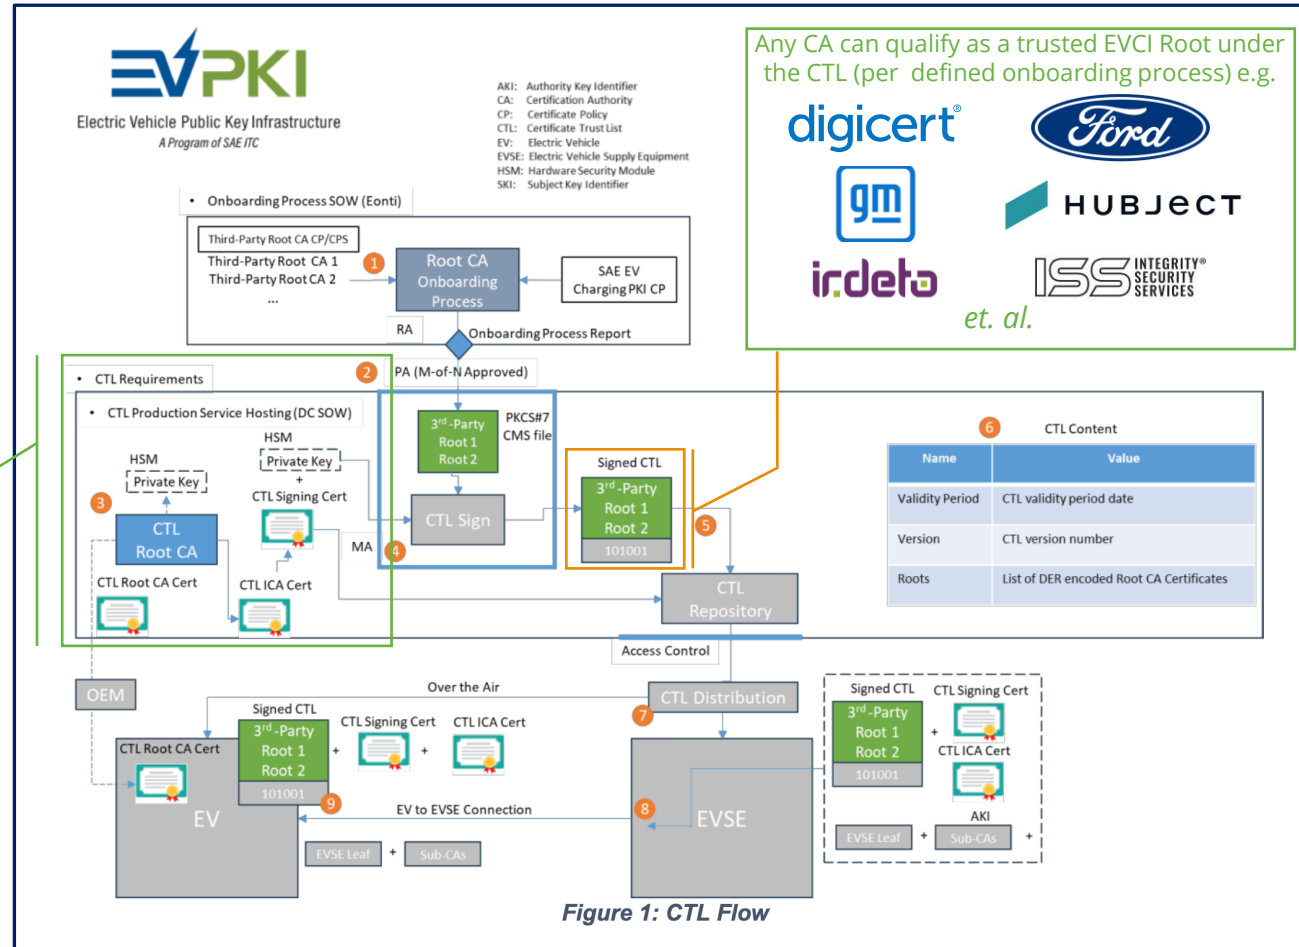 EVPKI
Electric Vehicle Public Key Infrastructure
A Program of SAE ITC
AKI: Authority Key Identifier
CA: Certification Authority
CP: Certificate Policy
CTL: Certificate Trust List
EV: Electric Vehicle
EVSE: Electric Vehicle Supply Equipment
HSM: Hardware Security Module
SKI: Subject Key Identifier
Any CA can qualify as a trusted EVCI Root under
the CTL (per defined onboarding process) e.g.
digicert®
Ford
gm
HUBJECT
irdeto
ISS INTEGRITY®
SECURITY
SERVICES
et. al.
• Onboarding Process SOW (Eonti)
Third-Party Root CA CP/CPS
Third-Party Root CA 1
Third-Party Root CA 2
...
1
Root CA
Onboarding
Process
SAE EV
Charging PKI CP
RA
Onboarding Process Report
2
PA (M-of-N Approved)
• CTL Requirements
• CTL Production Service Hosting (DC SOW)
HSM
Private Key
3
CTL
Root CA
CTL Root CA Cert
HSM
Private Key
+
CTL Signing Cert
CTL ICA Cert
MA
4
3rd-Party
Root 1
Root 2
PKCS#7
CMS file
CTL Sign
Signed CTL
3rd-Party
Root 1
Root 2
101001
5
CTL
Repository
6
CTL Content
Name Value
Validity Period CTL validity period date
Version CTL version number
Roots List of DER encoded Root CA Certificates
Access Control
OEM
Over the Air
CTL Distribution
7
CTL Root CA Cert
EV
Signed CTL
3rd-Party
Root 1
Root 2
101001
9
+
CTL Signing Cert
+
CTL ICA Cert
EV to EVSE Connection
EVSE Leaf + Sub-CAs
8
EVSE
Signed CTL
3rd-Party
Root 1
Root 2
101001
+
CTL Signing Cert
CTL ICA Cert
AKI
EVSE Leaf + Sub-CAs +
Figure 1: CTL Flow